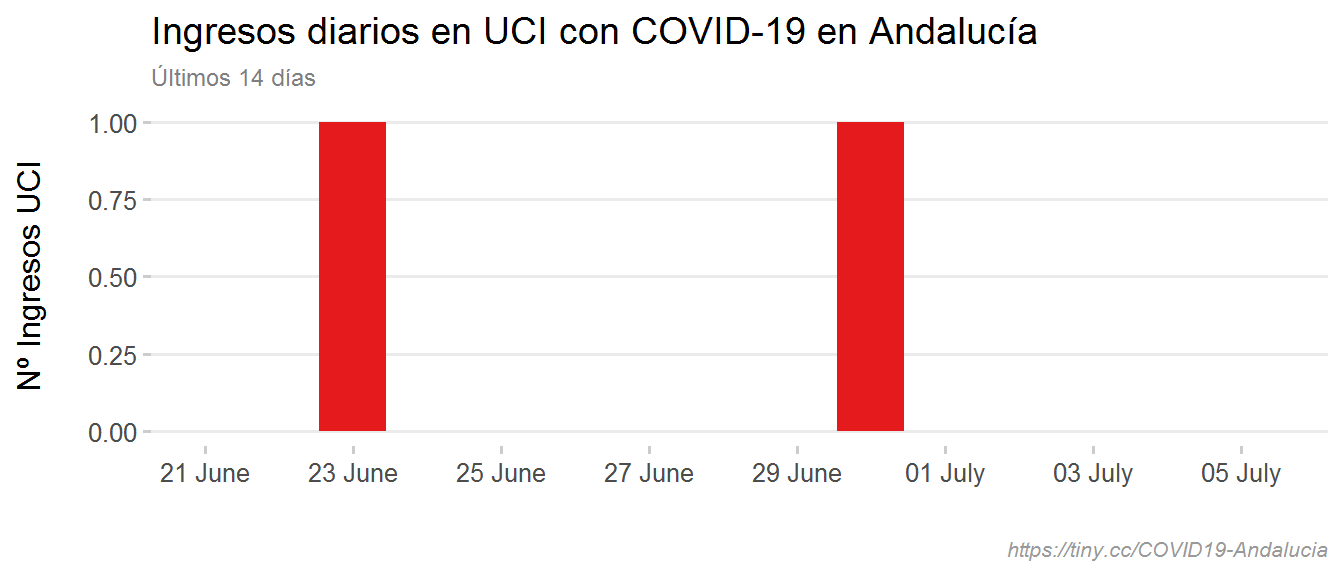 Ingresos diarios en UCI con COVID-19 en Andalucía
Últimos 14 días
Nº Ingresos UCI
1.00
0.75
0.50
0.25
0.00
21 June
23 June
25 June
27 June
29 June
01 July
03 July
05 July
https://tiny.cc/COVID19-Andalucia